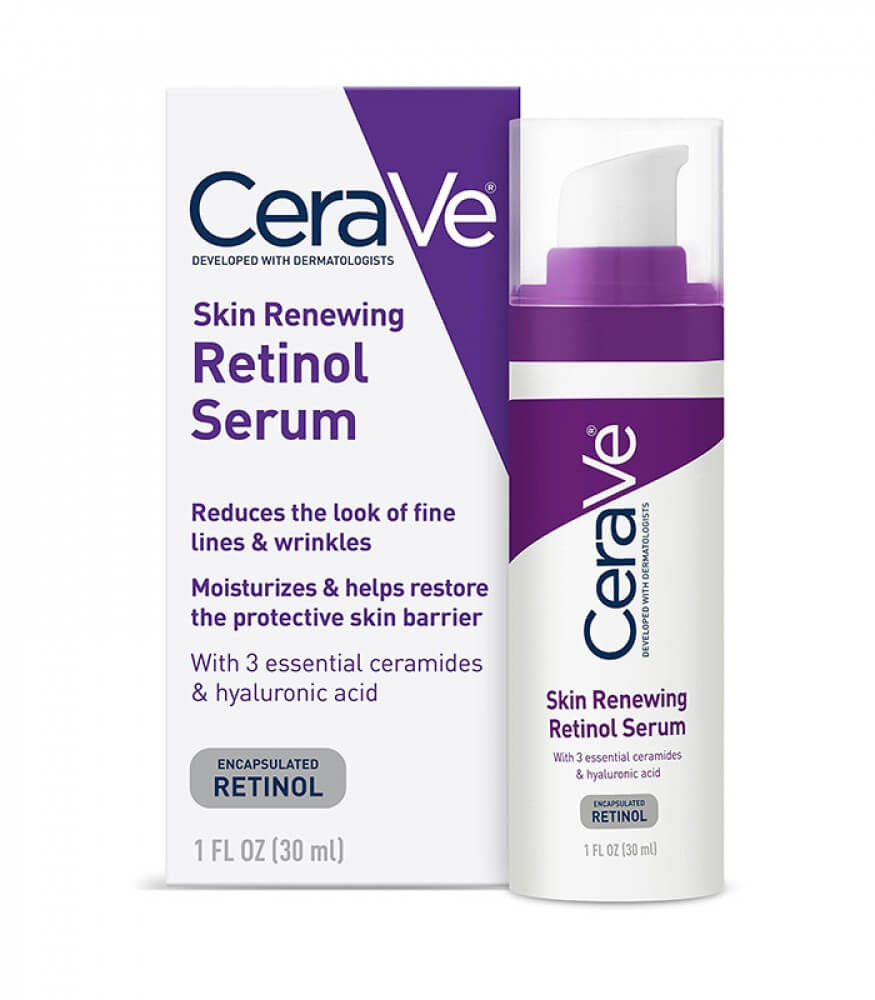 CeraVe®
DEVELOPED WITH DERMATOLOGISTS
Skin Renewing
Retinol
Serum
Reduces the look of fine
lines & wrinkles
Moisturizes & helps restore
the protective skin barrier
With 3 essential ceramides
& hyaluronic acid
ENCAPSULATED
RETINOL
1 FL OZ (30 ml)
CeraVe®
DEVELOPED WITH DERMATOLOGISTS
Skin Renewing
Retinol Serum
With 3 essential ceramides
& hyaluronic acid
ENCAPSULATED
RETINOL
1 FL OZ (30 ml)